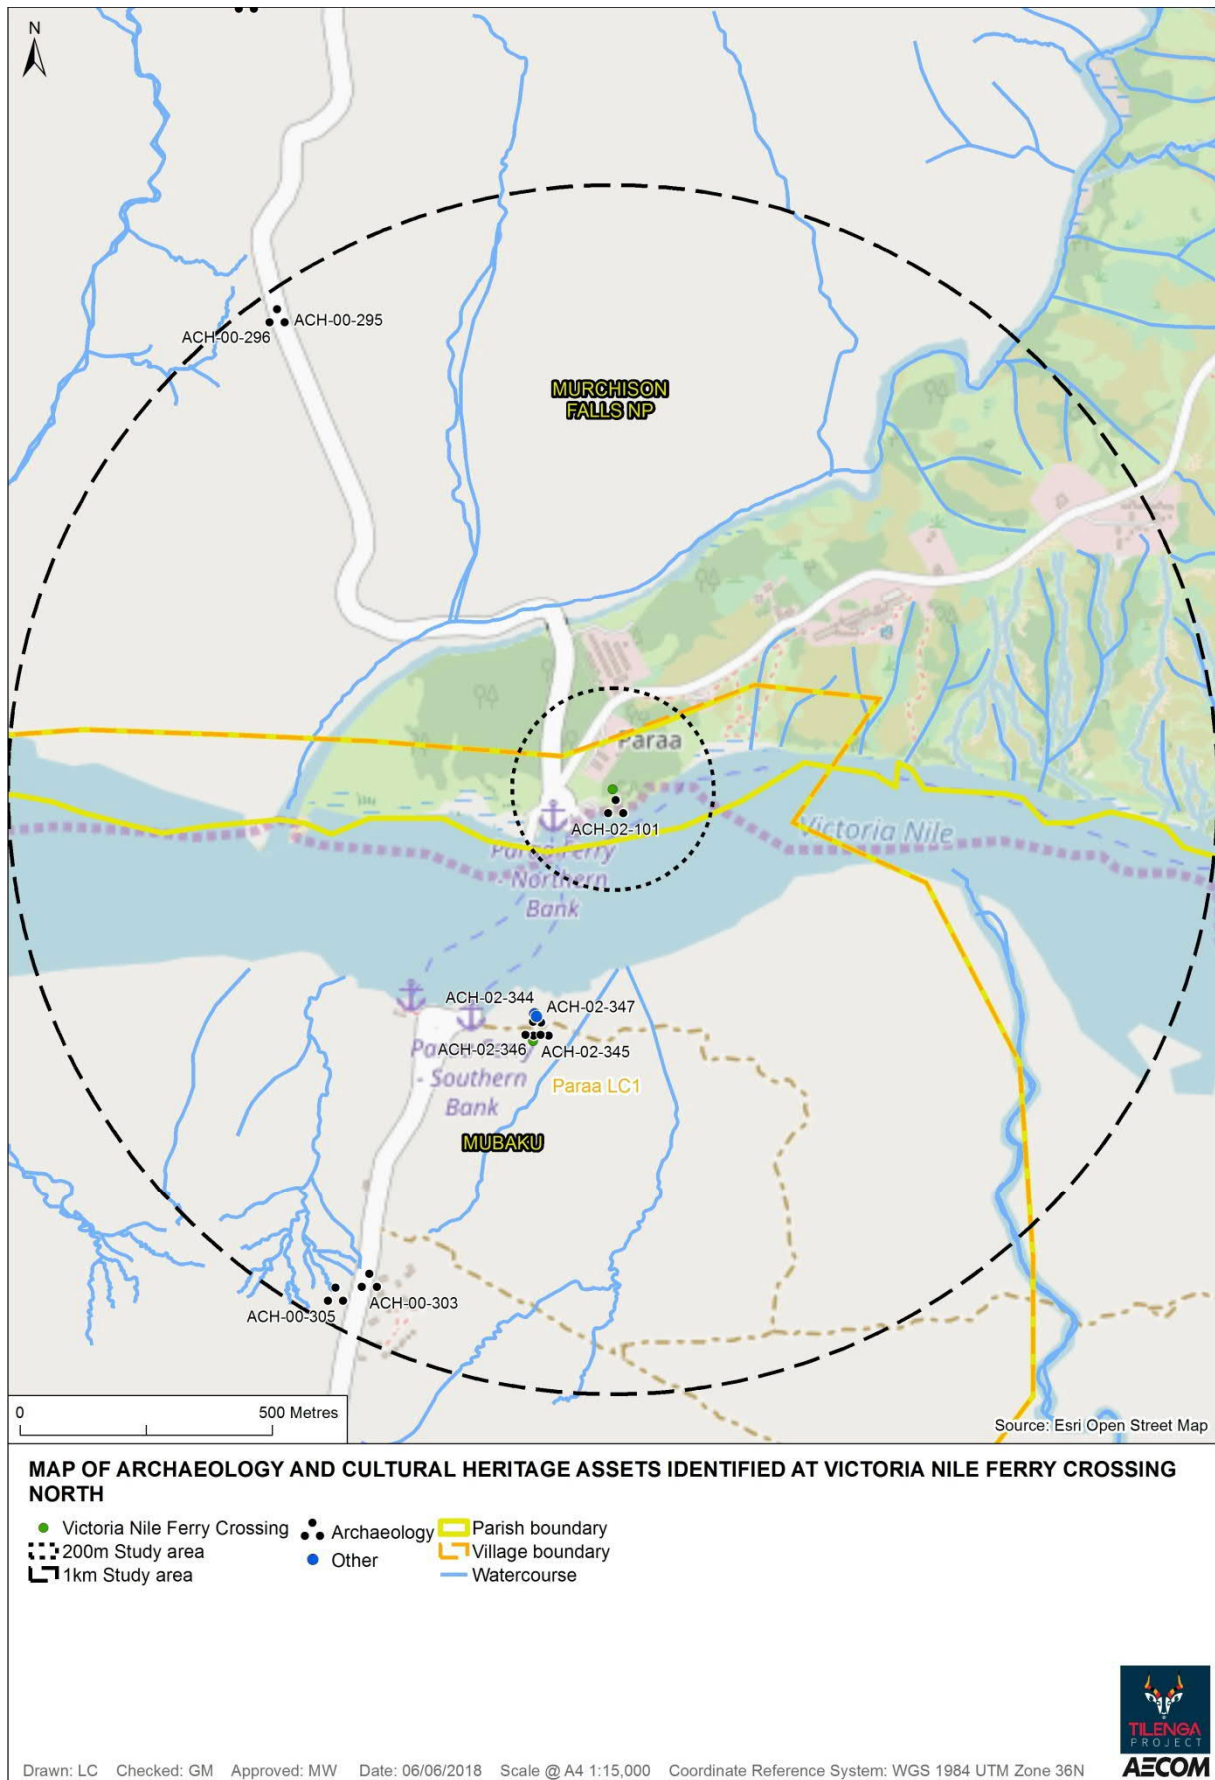 N
ACH-00-295
ACH-00-296
MURCHISON
FALLS NP
Paraa
ACH-02-101
Victoria Nile
Paraa Ferry
- Northern
Bank
ACH-02-344
ACH-02-347
ACH-02-346
ACH-02-345
Paraa Ferry
- Southern
Bank
Paraa LC1
MUBAKU
ACH-00-303
ACH-00-305
0 500 Metres
Source: Esri Open Street Map
MAP OF ARCHAEOLOGY AND CULTURAL HERITAGE ASSETS IDENTIFIED AT VICTORIA NILE FERRY CROSSING
NORTH
Victoria Nile Ferry Crossing Archaeology Parish boundary
200m Study area Other Village boundary
1km Study area Watercourse
TILENGA
PROJECT
AECOM
Drawn: LC Checked: GM Approved: MW Date: 06/06/2018 Scale @ A4 1:15,000 Coordinate Reference System: WGS 1984 UTM Zone 36N